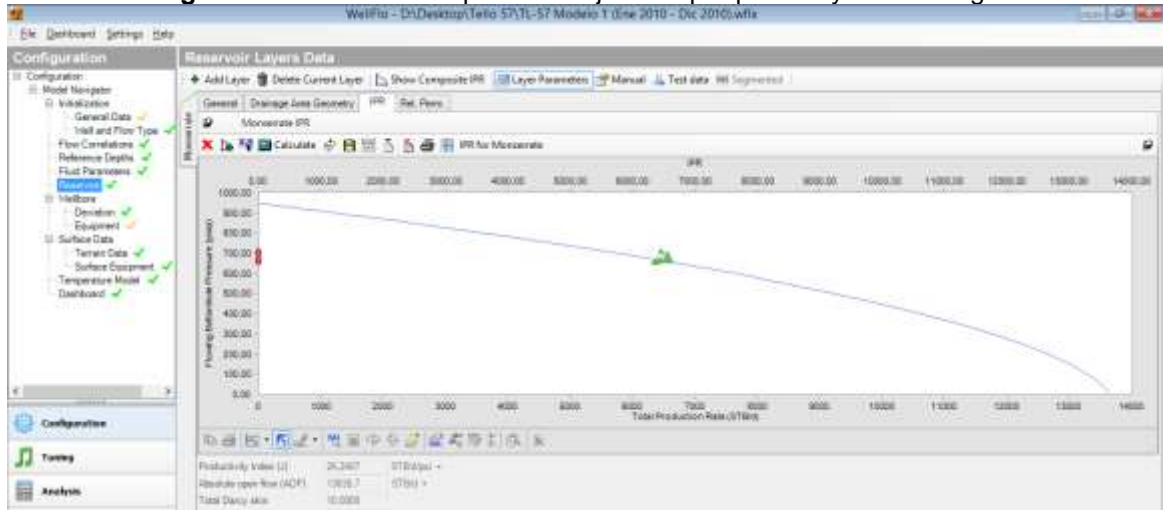 WellFlo - D:\Desktop\Tello 57\TL-57 Modelo 1 (Ene 2010 - Dic 2010).wflx
File Dashboard Settings Help
Configuration
Reservoir Layers Data
Configuration
Model Navigator
Initialization
General Data
Well and Flow Type
Flow Correlations
Reference Depths
Fluid Parameters
Reservoir
Wellbore
Deviation
Equipment
Surface Data
Terrain Data
Surface Equipment
Temperature Model
Dashboard
Configuration
Tuning
Analysis
Add Layer Delete Current Layer Show Composite IPR Layer Parameters Manual Test data Segmented
General Drainage Area Geometry IPR Rel. Perm
Monserrate
Monserrate IPR
Calculate IPR for Monserrate
IPR
0.00 1000.00 2000.00 3000.00 4000.00 5000.00 6000.00 7000.00 8000.00 9000.00 10000.00 11000.00 12000.00 13000.00 14000.00
1000.00
900.00
800.00
700.00
600.00
500.00
400.00
300.00
200.00
100.00
0.00
Flowing Bottomhole Pressure (psia)
0 1000 2000 3000 4000 5000 6000 7000 8000 9000 10000 11000 12000 13000 14000
Total Production Rate (STB/d)
Productivity Index (J) STB/d/psi
Absolute open flow (AOF) STB/d
Total Darcy skin 10.0000